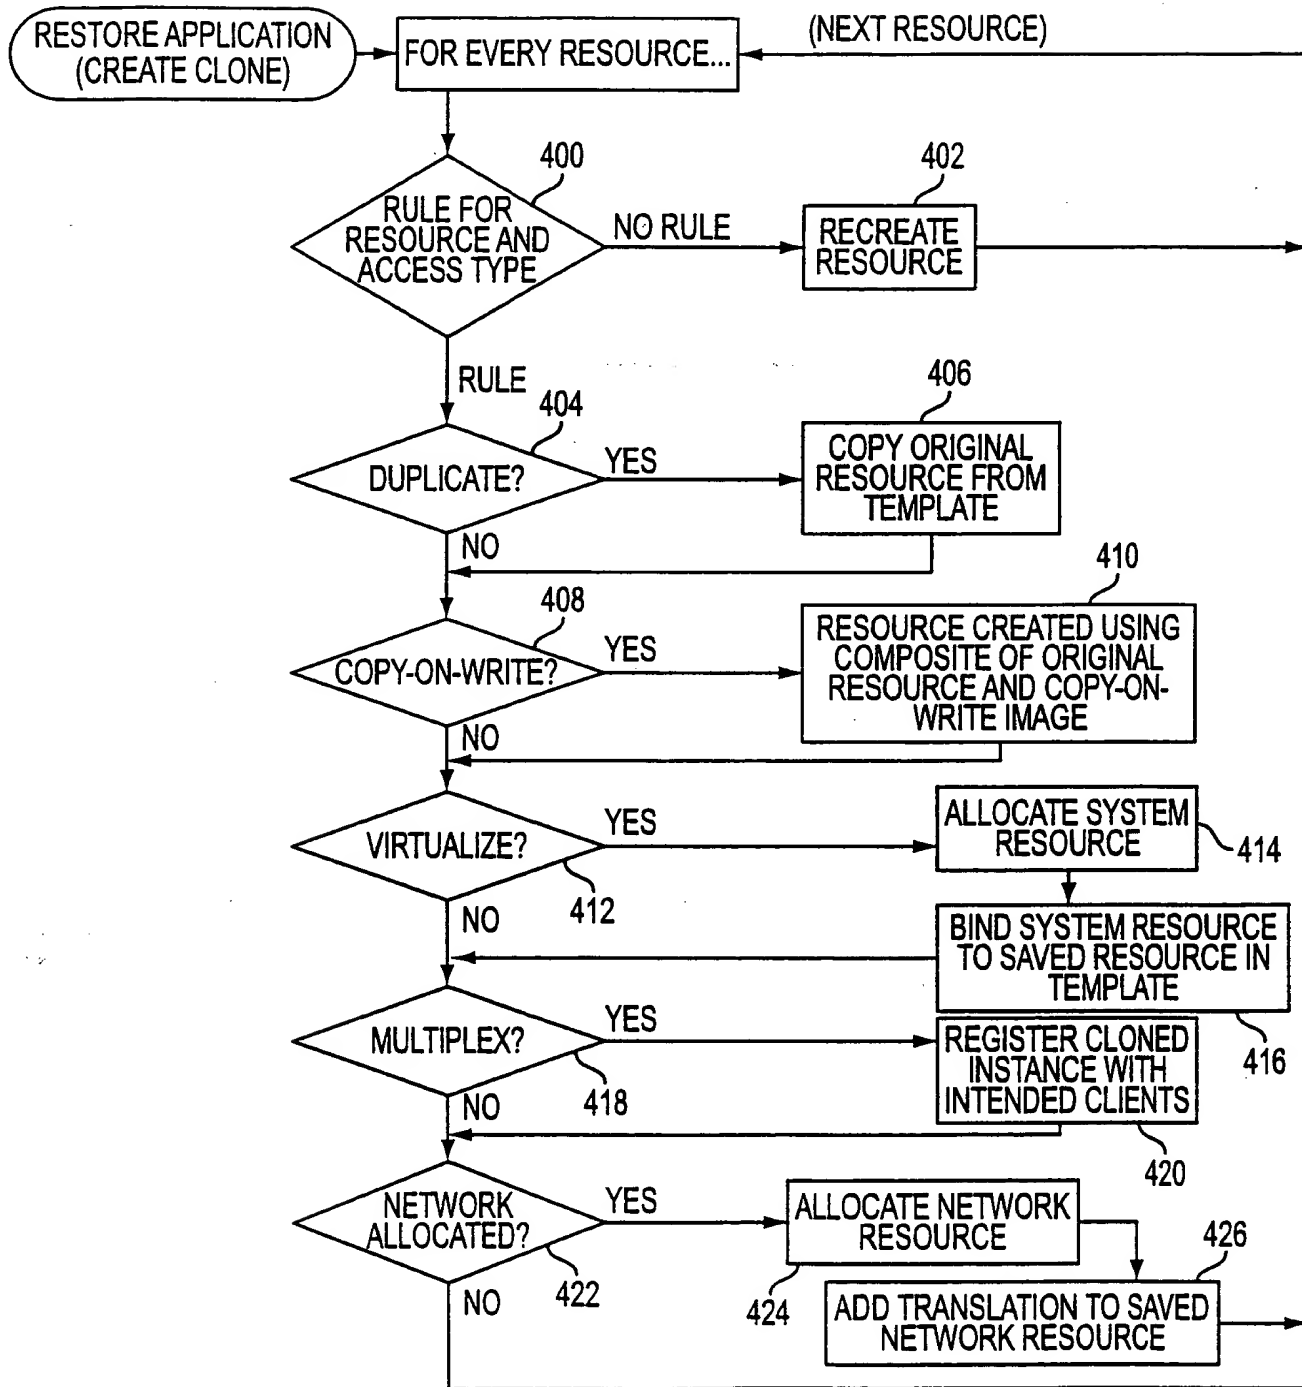 RESTORE APPLICATION
(CREATE CLONE)
FOR EVERY RESOURCE...
(NEXT RESOURCE)
400
RULE FOR
RESOURCE AND
ACCESS TYPE
NO RULE
402
RECREATE
RESOURCE
RULE
404
DUPLICATE?
YES
406
COPY ORIGINAL
RESOURCE FROM
TEMPLATE
NO
408
COPY-ON-WRITE?
YES
410
RESOURCE CREATED USING
COMPOSITE OF ORIGINAL
RESOURCE AND COPY-ON-
WRITE IMAGE
NO
VIRTUALIZE?
412
YES
ALLOCATE SYSTEM
RESOURCE
414
NO
BIND SYSTEM RESOURCE
TO SAVED RESOURCE IN
TEMPLATE
416
MULTIPLEX?
418
YES
REGISTER CLONED
INSTANCE WITH
INTENDED CLIENTS
420
NO
NETWORK
ALLOCATED?
422
YES
ALLOCATE NETWORK
RESOURCE
424
426
ADD TRANSLATION TO SAVED
NETWORK RESOURCE
NO